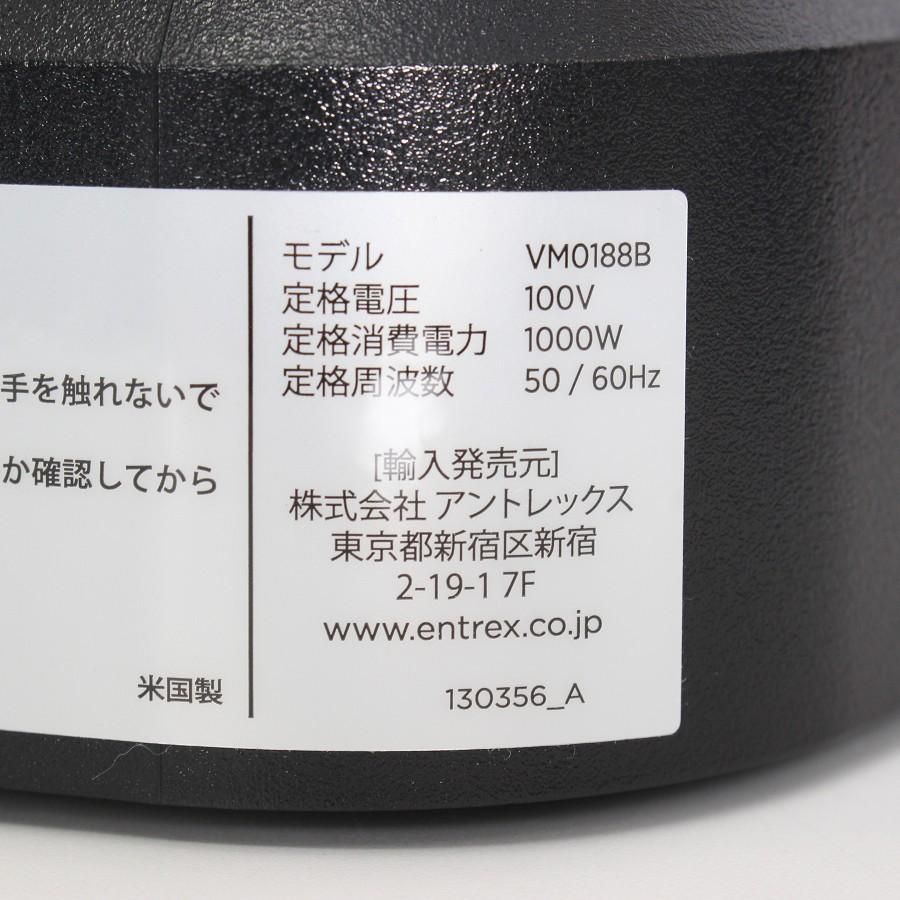 手を触れないで
か確認してから
米国製
モデル VM0188B
定格電圧 100V
定格消費電力 1000W
定格周波数 50 / 60Hz
[輸入発売元]
株式会社 アントレックス
東京都新宿区新宿
2-19-1 7F
www.entrex.co.jp
130356_A